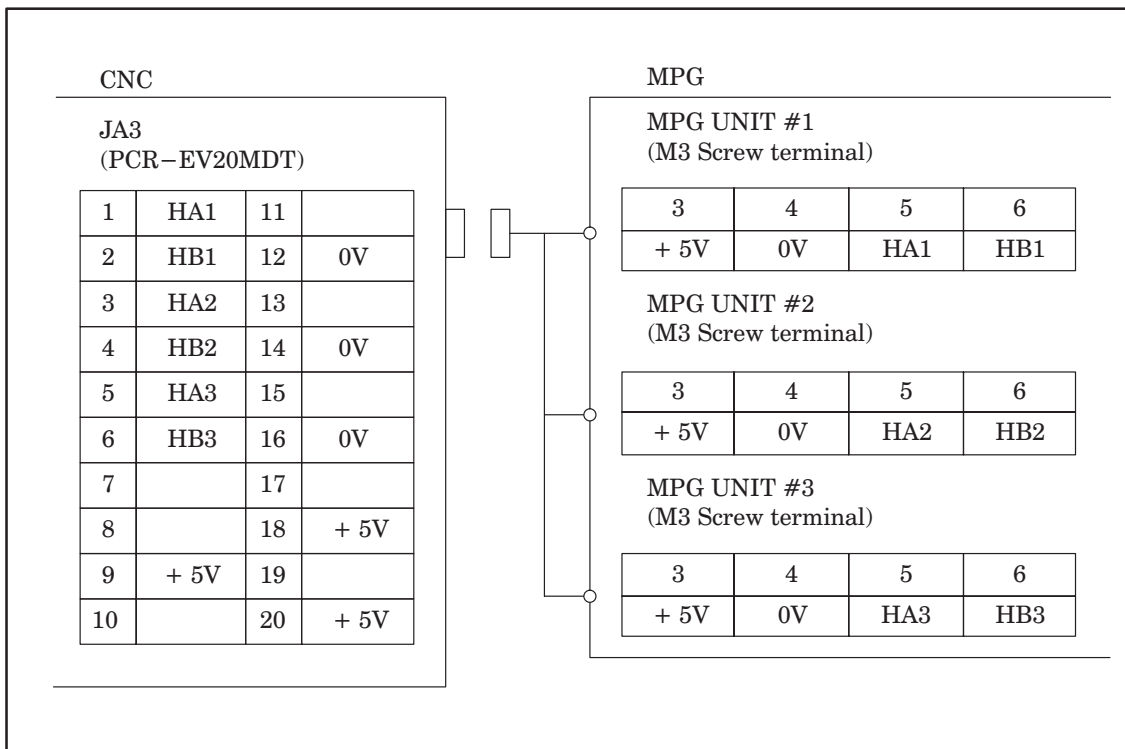 CNC
JA3
(PCR−EV20MDT)
1 HA1 11
2 HB1 12 0V
3 HA2 13
4 HB2 14 0V
5 HA3 15
6 HB3 16 0V
7 17
8 18 + 5V
9 + 5V 19
10 20 + 5V
MPG
MPG UNIT #1
(M3 Screw terminal)
3 4 5 6
+ 5V 0V HA1 HB1
MPG UNIT #2
(M3 Screw terminal)
3 4 5 6
+ 5V 0V HA2 HB2
MPG UNIT #3
(M3 Screw terminal)
3 4 5 6
+ 5V 0V HA3 HB3